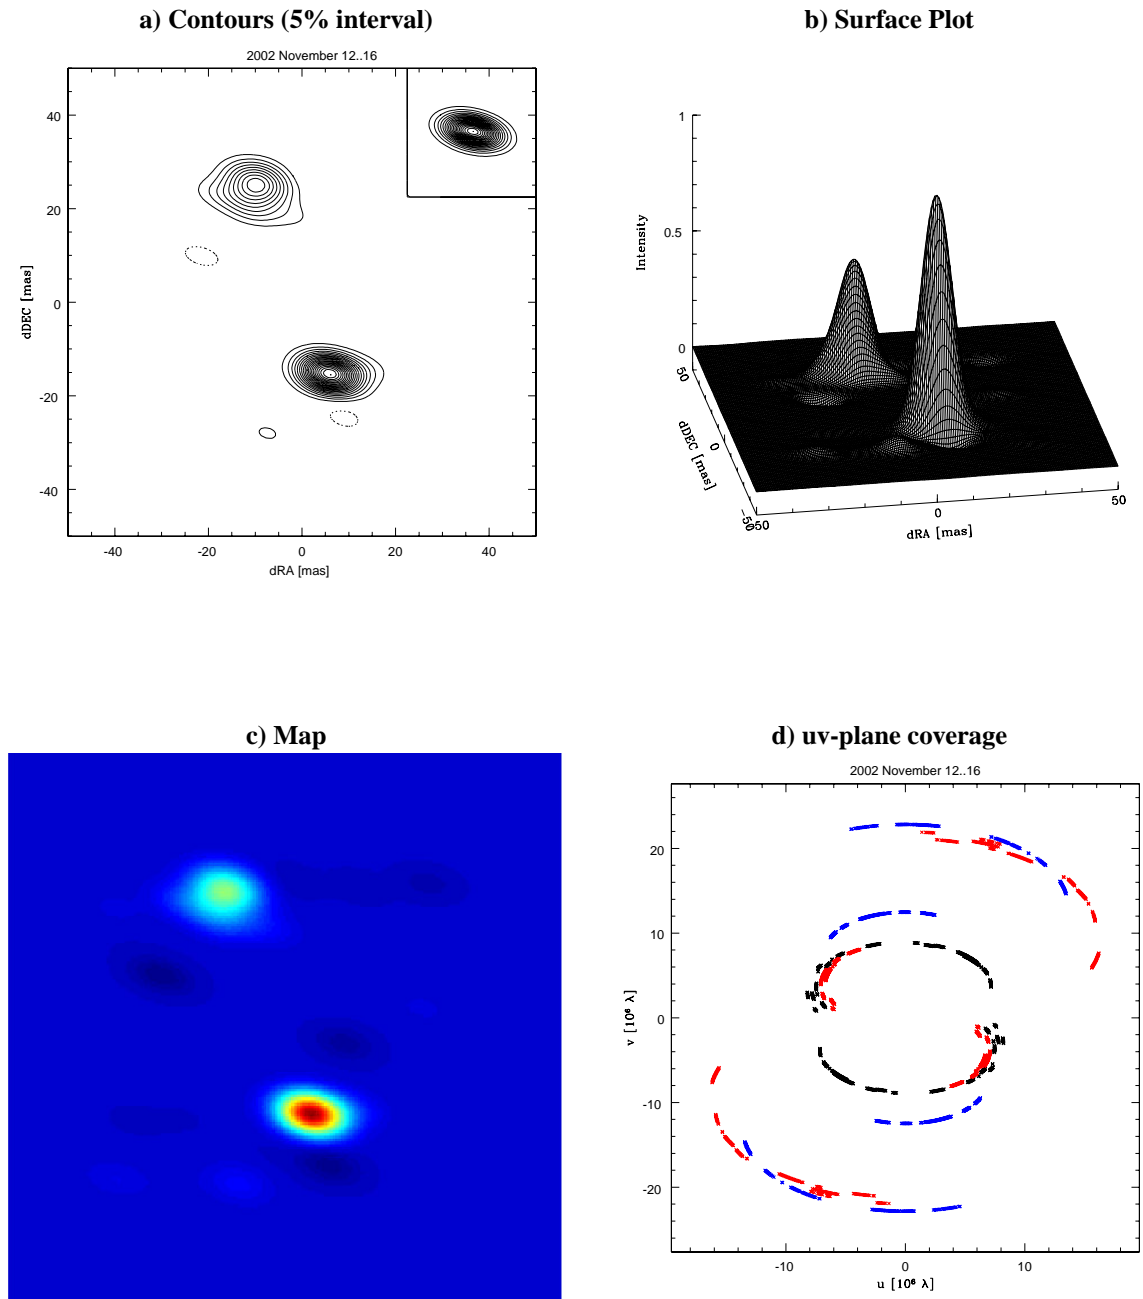 a) Contours (5% interval)
2002 November 12..16
40
20
0
-20
-40
dDEC [mas]
-40 -20 0 20 40
dRA [mas]
b) Surface Plot
1
0.5
0
Intensity
50
0
-50
dDEC [mas]
-50 0 50
dRA [mas]
c) Map
d) uv-plane coverage
2002 November 12..16
20
10
0
-10
-20
v [10⁶ λ]
-10 0 10
u [10⁶ λ]